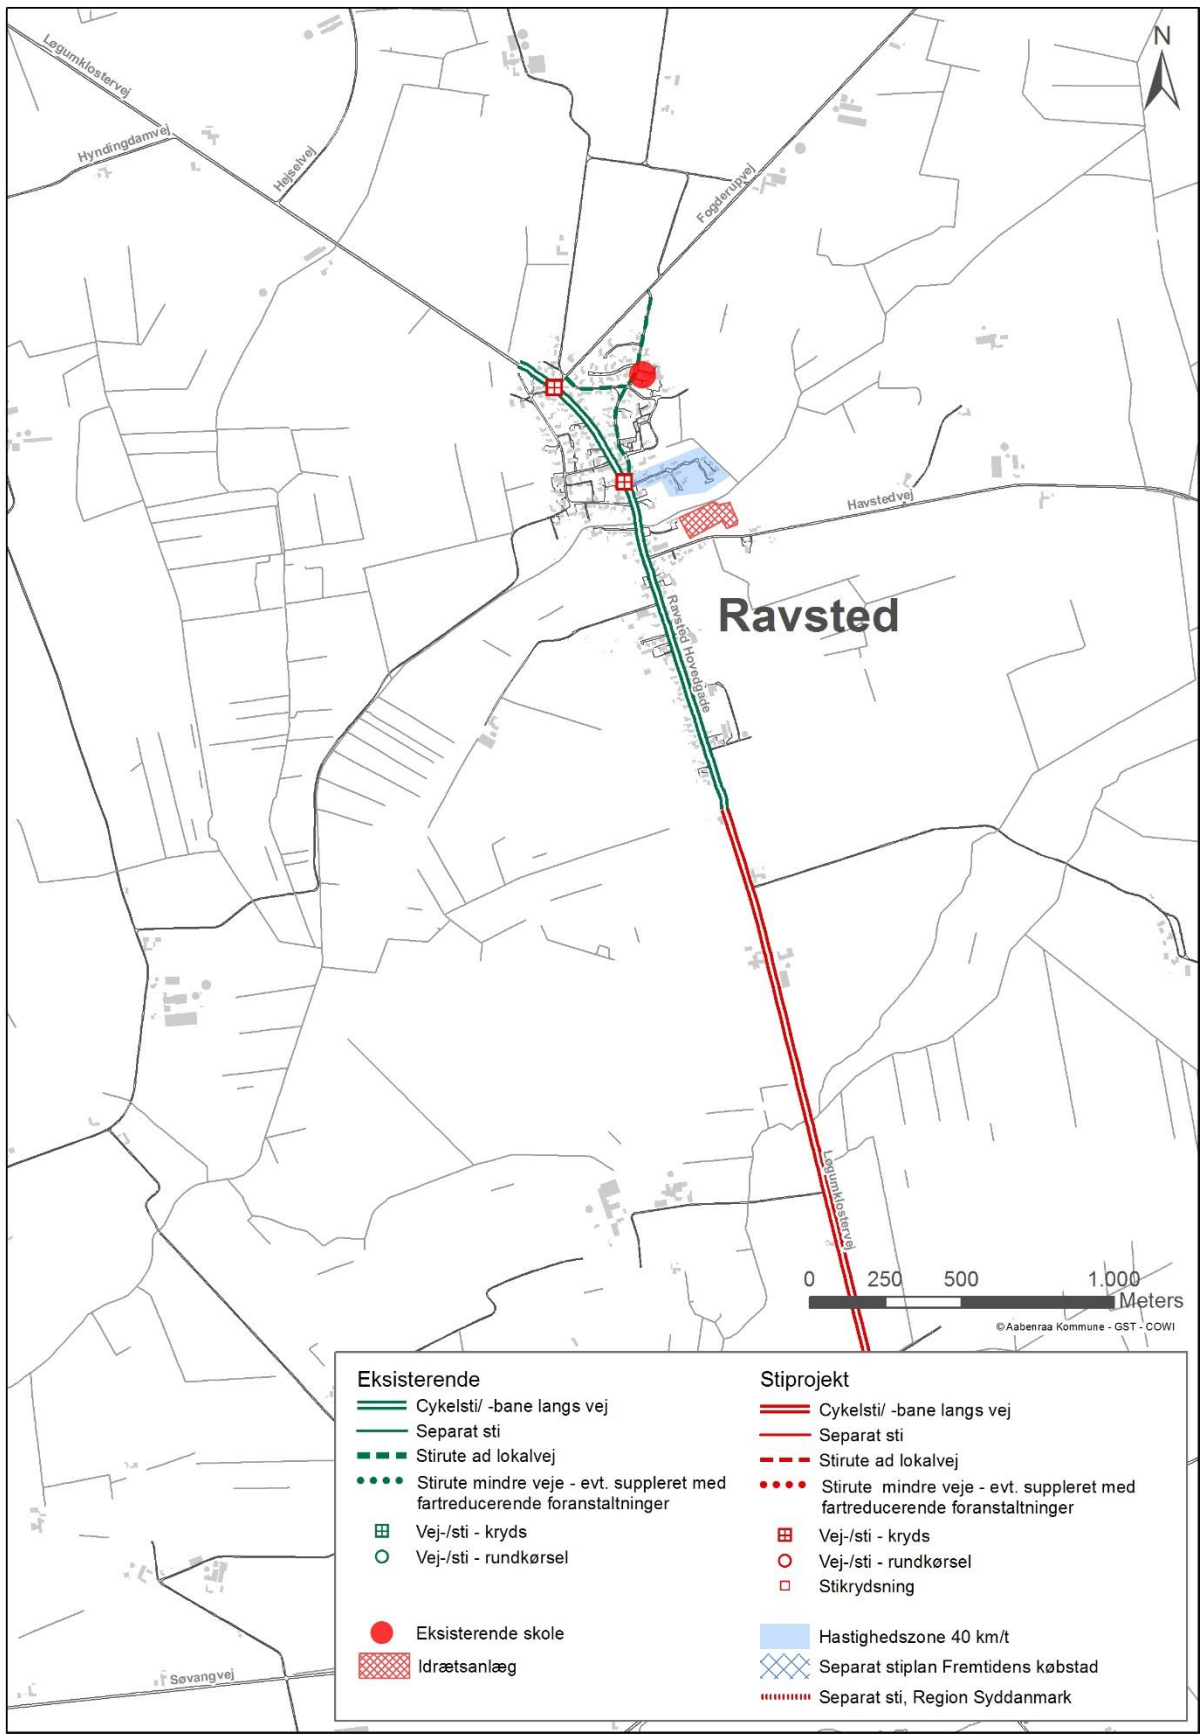 N
Løgumklostervej
Hyndingdamvej
Hejselvej
Fogderupvej
Havstedvej
Ravsted
Ravsted Hovedgade
Løgumklostervej
0 250 500 1.000
Meters
© Aabenraa Kommune - GST - COWI
Eksisterende
Cykelsti/ -bane langs vej
Separat sti
Stirute ad lokalvej
Stirute mindre veje - evt. suppleret med
fartreducerende foranstaltninger
Vej-/sti - kryds
Vej-/sti - rundkørsel
Eksisterende skole
Idrætsanlæg
Stiprojekt
Cykelsti/ -bane langs vej
Separat sti
Stirute ad lokalvej
Stirute mindre veje - evt. suppleret med
fartreducerende foranstaltninger
Vej-/sti - kryds
Vej-/sti - rundkørsel
Stikrydsning
Hastighedszone 40 km/t
Separat stiplan Fremtidens købstad
Separat sti, Region Syddanmark
Søvangvej